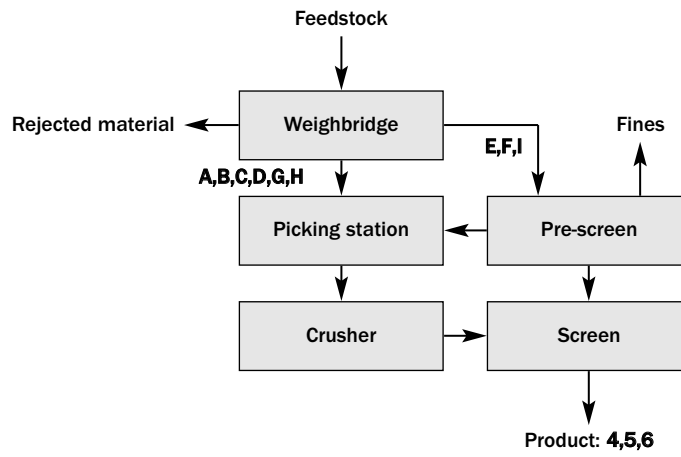 Feedstock
Rejected material
Weighbridge
Fines
E,F,I
A,B,C,D,G,H
Picking station
Pre-screen
Crusher
Screen
Product: 4,5,6